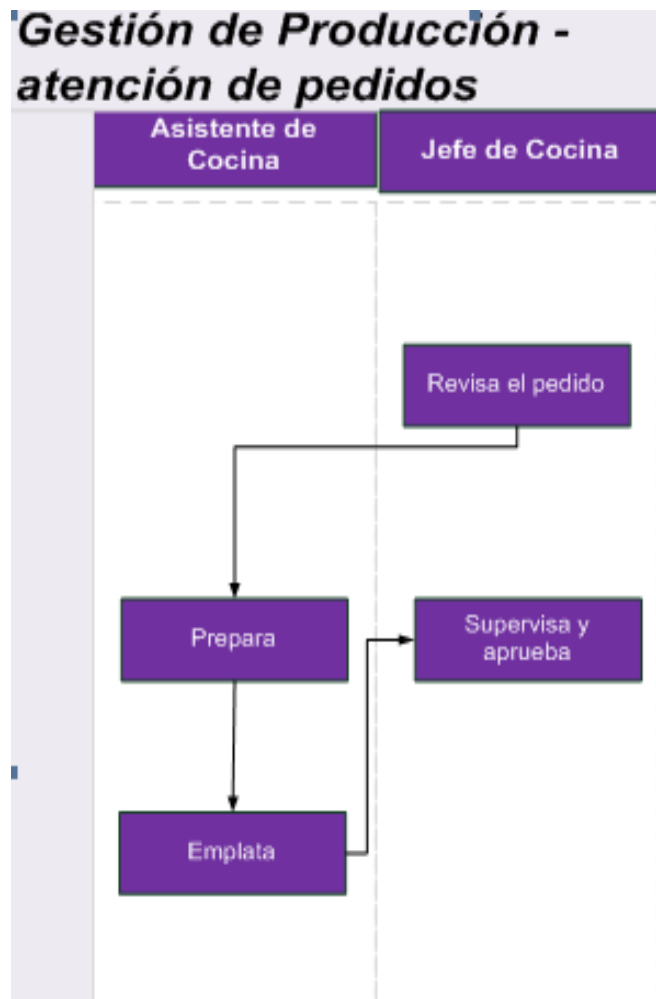 Gestión de Producción -
atención de pedidos
Asistente de
Cocina
Jefe de Cocina
Revisa el pedido
Prepara
Supervisa y
aprueba
Emplata